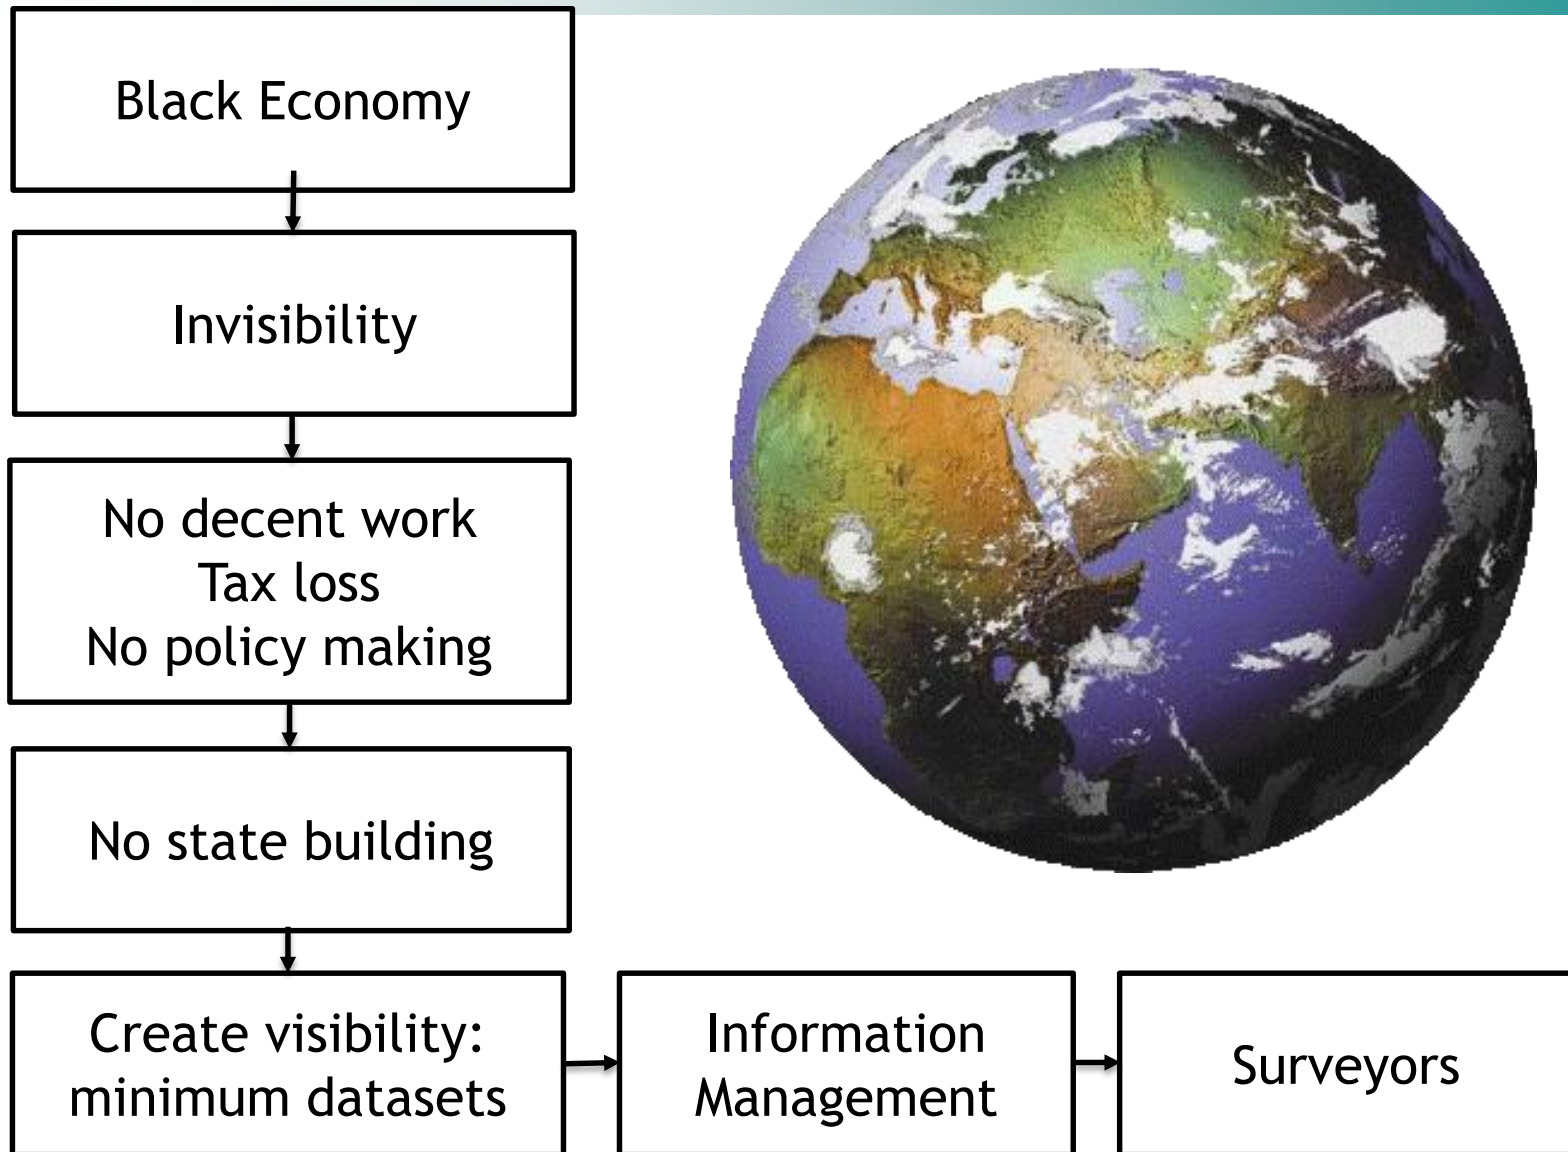 Black Economy
Invisibility
No decent work
Tax loss
No policy making
No state building
Create visibility:
minimum datasets
Information
Management
Surveyors